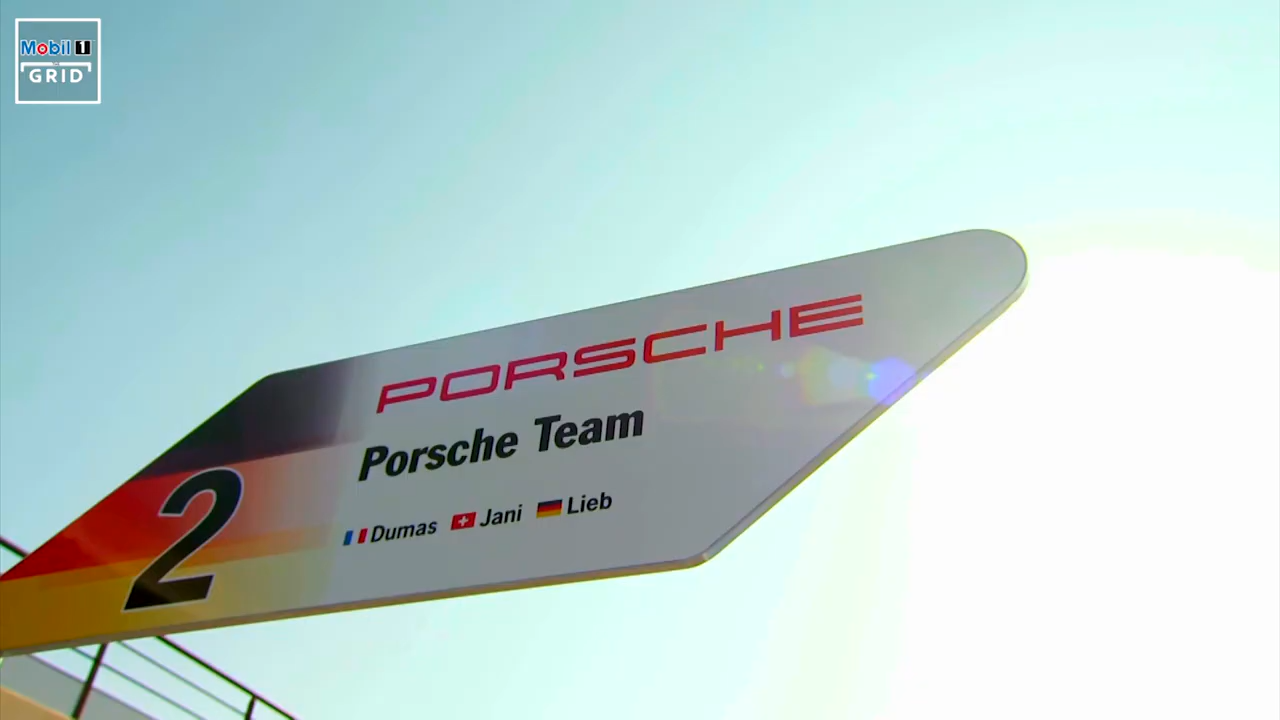 Mobil 1
GRID
PORSCHE
Porsche Team
2
Dumas Jani Lieb